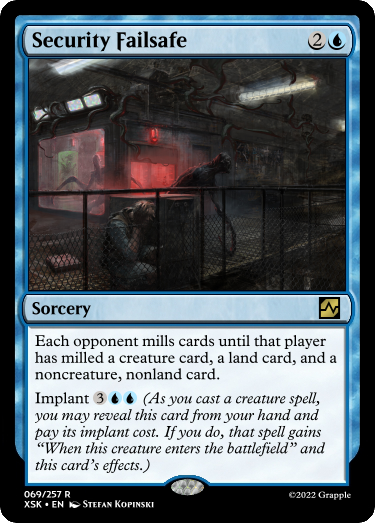 Security Failsafe 2
Sorcery
Each opponent mills cards until that player
has milled a creature card, a land card, and a
noncreature, nonland card.
Implant 3 (As you cast a creature spell,
you may reveal this card from your hand and
pay its implant cost. If you do, that spell gains
“When this creature enters the battlefield” and
this card’s effects.)
069/257 R
XSK • EN Stefan Kopinski
©2022 Grapple